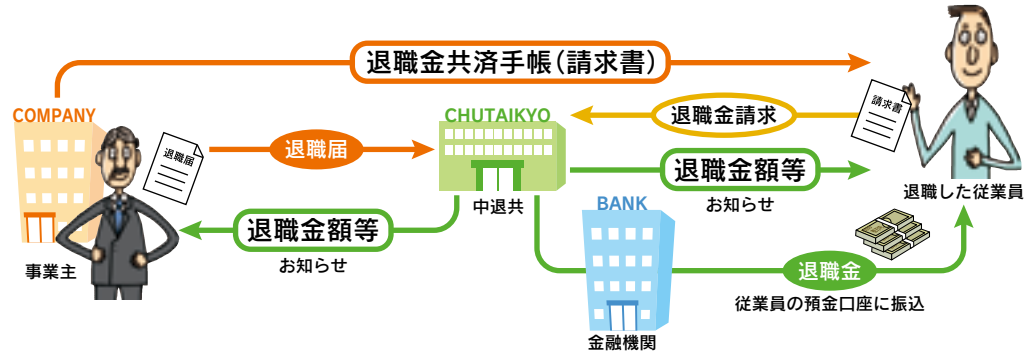 退職金共済手帳(請求書)
COMPANY
退職届
退職届
CHUTAIKYO
中退共
退職金請求
請求書
退職金額等
お知らせ
退職した従業員
事業主
退職金額等
お知らせ
BANK
金融機関
退職金
従業員の預金口座に振込